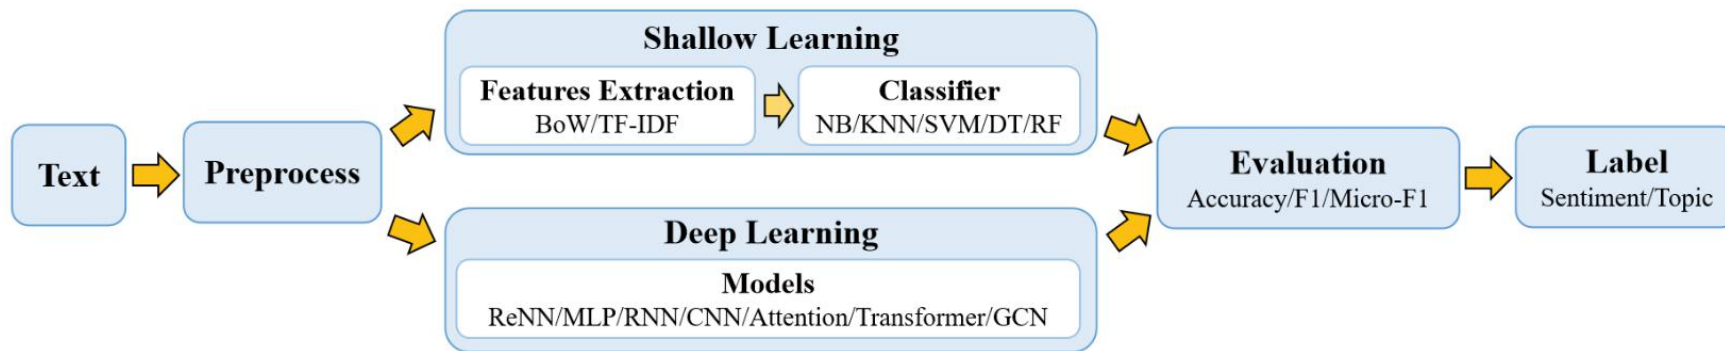 Text
Preprocess
Shallow Learning
Features Extraction
BoW/TF-IDF
Classifier
NB/KNN/SVM/DT/RF
Deep Learning
Models
ReNN/MLP/RNN/CNN/Attention/Transformer/GCN
Evaluation
Accuracy/F1/Micro-F1
Label
Sentiment/Topic